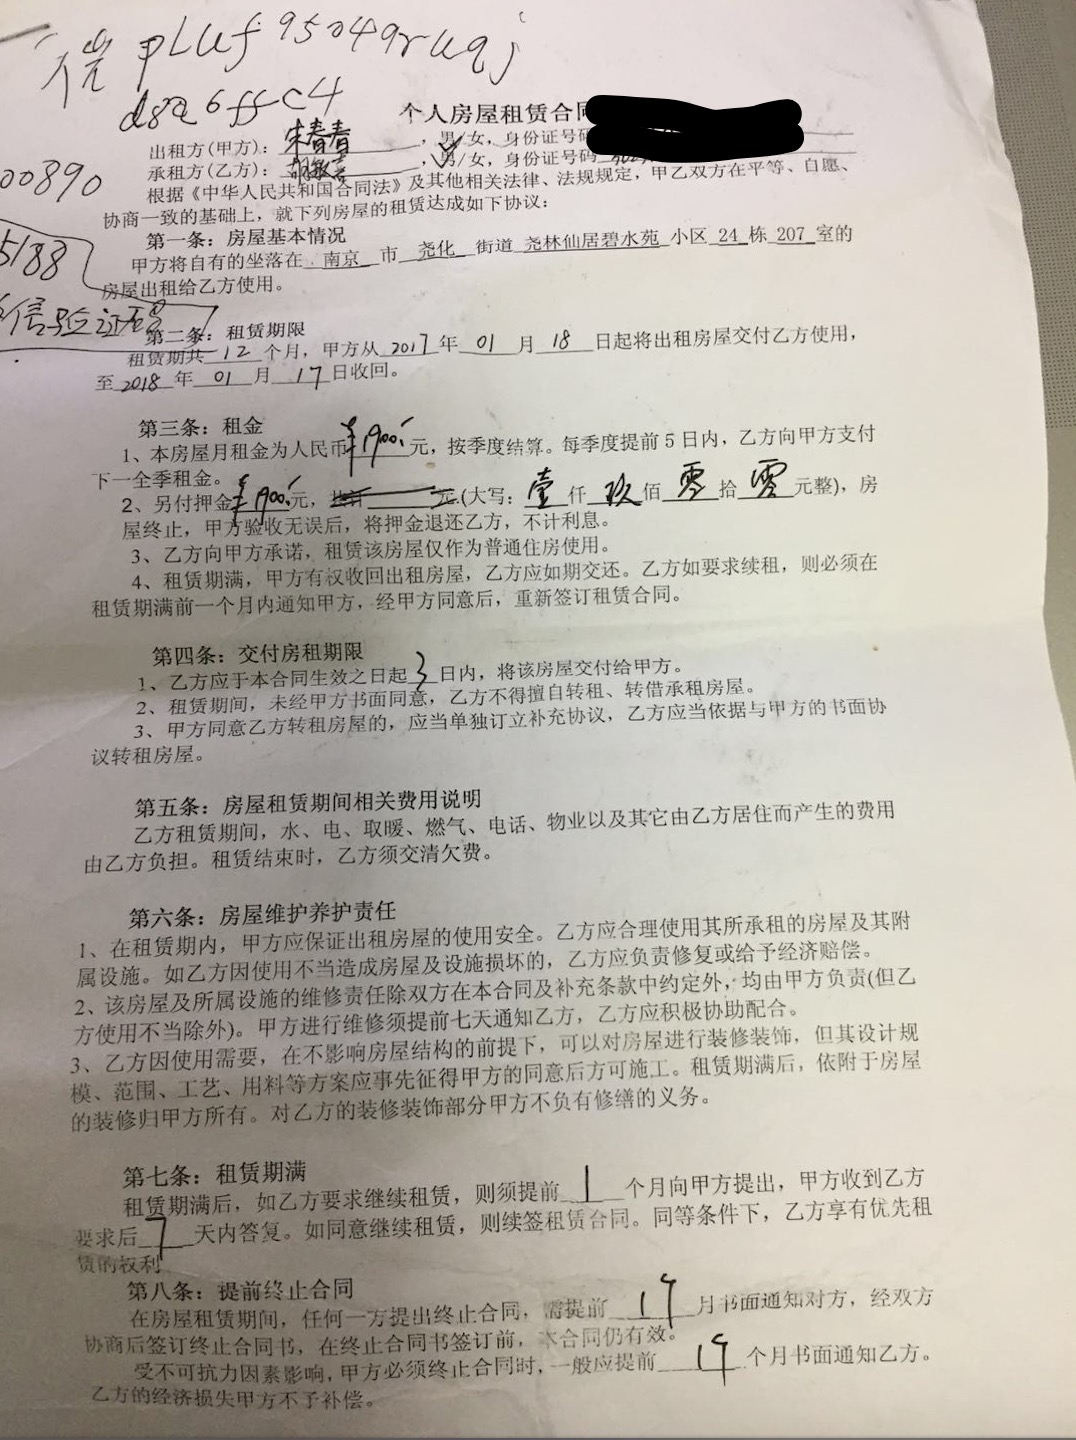 pLuf95049ruqj
d8a6ffc4
个人房屋租赁合同
出租方(甲方):朱春春,男/女,身份证号码
承租方(乙方):,男/女,身份证号码
00890
根据《中华人民共和国合同法》及其他相关法律、法规规定,甲乙双方在平等、自愿、
协商一致的基础上,就下列房屋的租赁达成如下协议:
5188
信验证码
第一条:房屋基本情况
甲方将自有的坐落在 南京 市 尧化 街道 尧林仙居碧水苑 小区 24 栋 207 室的
房屋出租给乙方使用。
第二条:租赁期限
租赁期共 12 个月,甲方从 2017 年 01 月 18 日起将出租房屋交付乙方使用,
至 2018 年 01 月 17 日收回。
第三条:租金
1、本房屋月租金为人民币 ¥1900. 元,按季度结算。每季度提前 5 日内,乙方向甲方支付
下一全季租金。
2、另付押金 ¥1900. 元,(大写:壹 仟 玖 佰 零 拾 零 元整),房
屋终止,甲方验收无误后,将押金退还乙方,不计利息。
3、乙方向甲方承诺,租赁该房屋仅作为普通住房使用。
4、租赁期满,甲方有权收回出租房屋,乙方应如期交还。乙方如要求续租,则必须在
租赁期满前一个月内通知甲方,经甲方同意后,重新签订租赁合同。
第四条:交付房租期限
1、乙方应于本合同生效之日起 3 日内,将该房屋交付给甲方。
2、租赁期间,未经甲方书面同意,乙方不得擅自转租、转借承租房屋。
3、甲方同意乙方转租房屋的,应当单独订立补充协议,乙方应当依据与甲方的书面协
议转租房屋。
第五条:房屋租赁期间相关费用说明
乙方租赁期间,水、电、取暖、燃气、电话、物业以及其它由乙方居住而产生的费用
由乙方负担。租赁结束时,乙方须交清欠费。
第六条:房屋维护养护责任
1、在租赁期内,甲方应保证出租房屋的使用安全。乙方应合理使用其所承租的房屋及其附
属设施。如乙方因使用不当造成房屋及设施损坏的,乙方应负责修复或给予经济赔偿。
2、该房屋及所属设施的维修责任除双方在本合同及补充条款中约定外,均由甲方负责(但乙
方使用不当除外)。甲方进行维修须提前七天通知乙方,乙方应积极协助配合。
3、乙方因使用需要,在不影响房屋结构的前提下,可以对房屋进行装修装饰,但其设计规
模、范围、工艺、用料等方案应事先征得甲方的同意后方可施工。租赁期满后,依附于房屋
的装修归甲方所有。对乙方的装修装饰部分甲方不负有修缮的义务。
第七条:租赁期满
租赁期满后,如乙方要求继续租赁,则须提前 1 个月向甲方提出,甲方收到乙方
要求后 7 天内答复。如同意继续租赁,则续签租赁合同。同等条件下,乙方享有优先租
赁的权利
第八条:提前终止合同
在房屋租赁期间,任何一方提出终止合同,需提前 1个 月书面通知对方,经双方
协商后签订终止合同书,在终止合同书签订前,本合同仍有效。
受不可抗力因素影响,甲方必须终止合同时,一般应提前 1个 个月书面通知乙方。
乙方的经济损失甲方不予补偿。